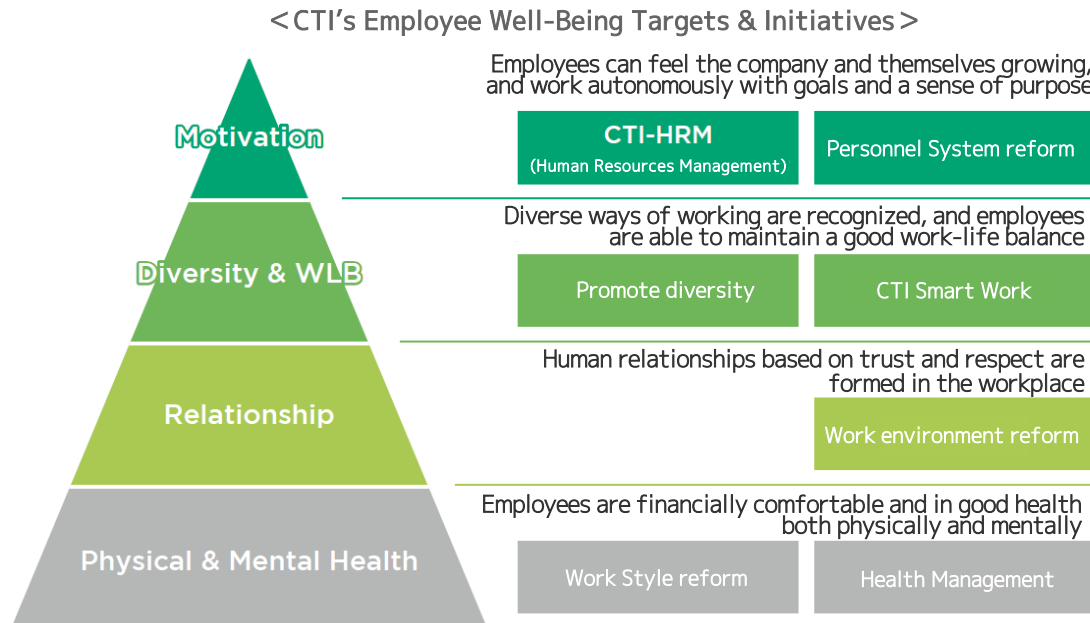 <CTI’s Employee Well-Being Targets & Initiatives>
Motivation
Employees can feel the company and themselves growing,
and work autonomously with goals and a sense of purpose
CTI-HRM
(Human Resources Management)
Personnel System reform
Diversity & WLB
Diverse ways of working are recognized, and employees
are able to maintain a good work-life balance
Promote diversity
CTI Smart Work
Relationship
Human relationships based on trust and respect are
formed in the workplace
Work environment reform
Physical & Mental Health
Employees are financially comfortable and in good health
both physically and mentally
Work Style reform
Health Management